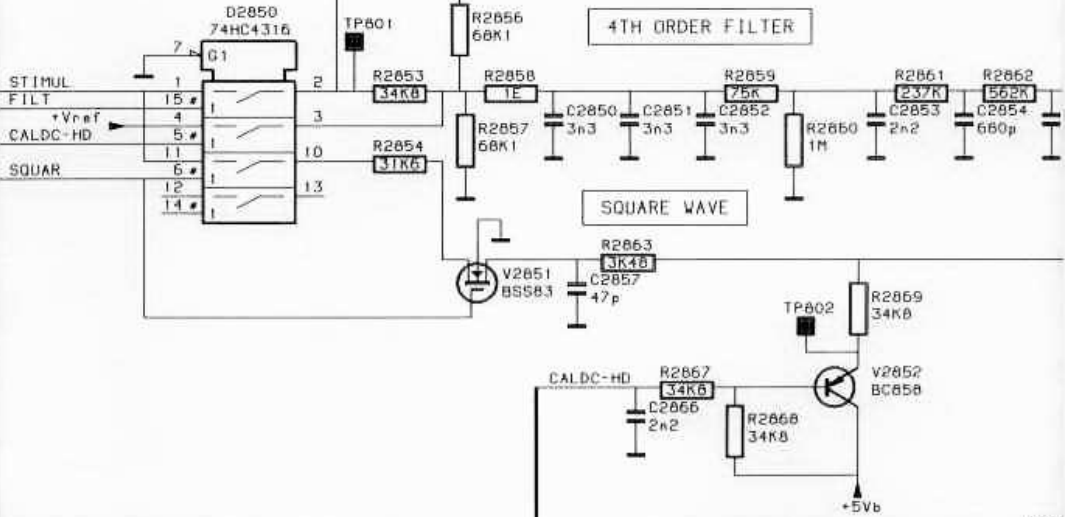 D2850
74HC4316
7
G1
STIMUL
1
2
FILT
15 #
1
+Vref
4
3
CALDC-HD
5 #
1
11
10
SQUAR
6 #
1
12
13
14 #
1
TP801
R2853
34K8
R2854
31K6
R2856
68K1
R2857
68K1
R2858
1E
4TH ORDER FILTER
C2850
3n3
C2851
3n3
C2852
3n3
R2859
75K
R2860
1M
R2861
237K
C2853
2n2
R2862
562K
C2854
680p
SQUARE WAVE
V2851
BSS83
R2863
3K48
C2857
47p
TP802
R2869
34K8
V2852
BC858
CALDC-HD
R2867
34K8
C2866
2n2
R2868
34K8
+5Vb